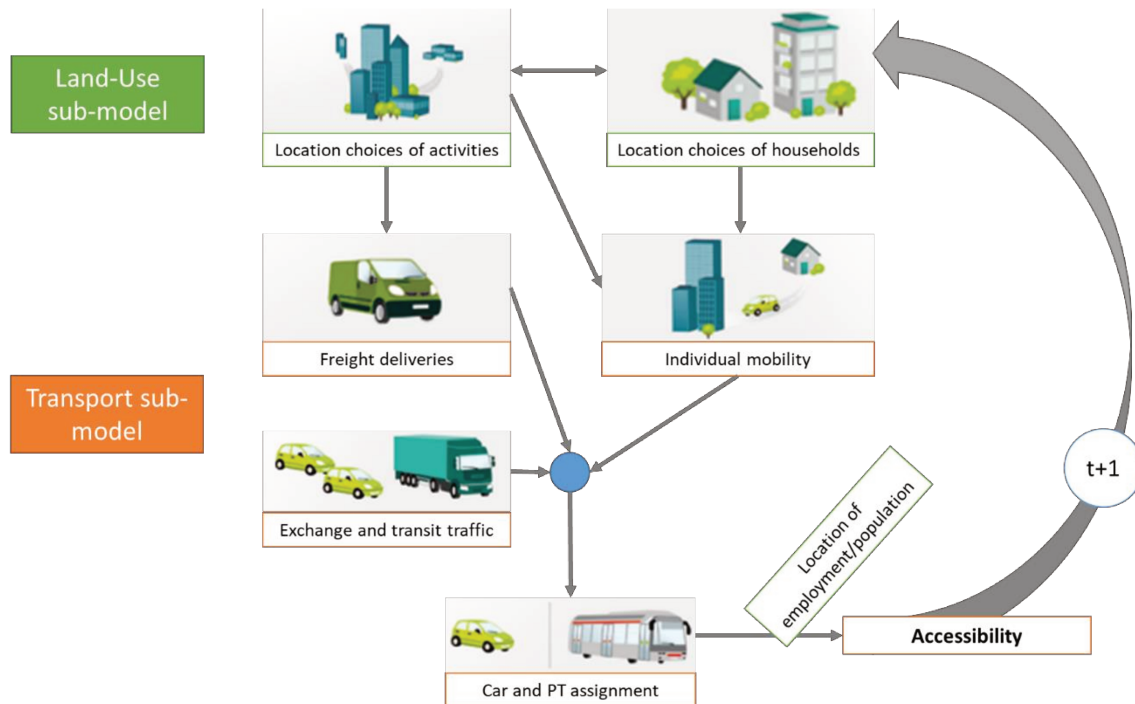 Land-Use
sub-model
Location choices of activities
Location choices of households
Freight deliveries
Individual mobility
Transport sub-
model
Exchange and transit traffic
t+1
Location of
employment/population
Accessibility
Car and PT assignment